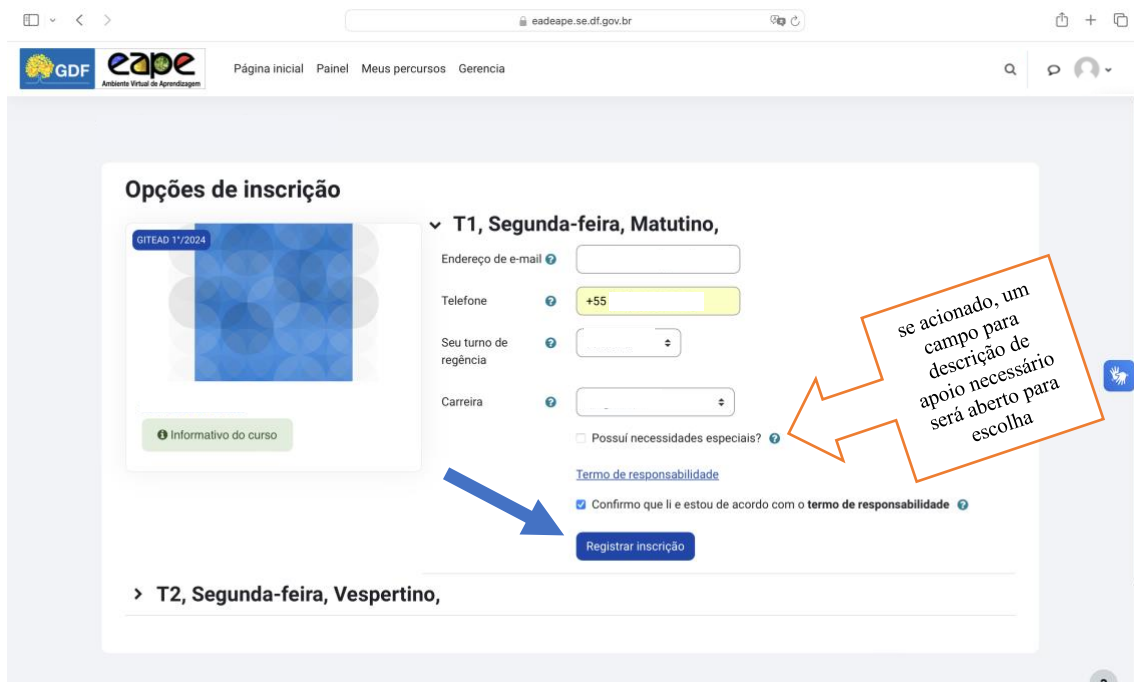 eadeape.se.df.gov.br
GDF
eape
Ambiente Virtual de Aprendizagem
Página inicial Painel Meus percursos Gerencia
Opções de inscrição
GITEAD 1°/2024
Informativo do curso
T1, Segunda-feira, Matutino,
Endereço de e-mail
Telefone
+55
Seu turno de
regência
Carreira
Possuí necessidades especiais?
Termo de responsabilidade
Confirmo que li e estou de acordo com o termo de responsabilidade
Registrar inscrição
se acionado, um
campo para
descrição de
apoio necessário
será aberto para
escolha
T2, Segunda-feira, Vespertino,